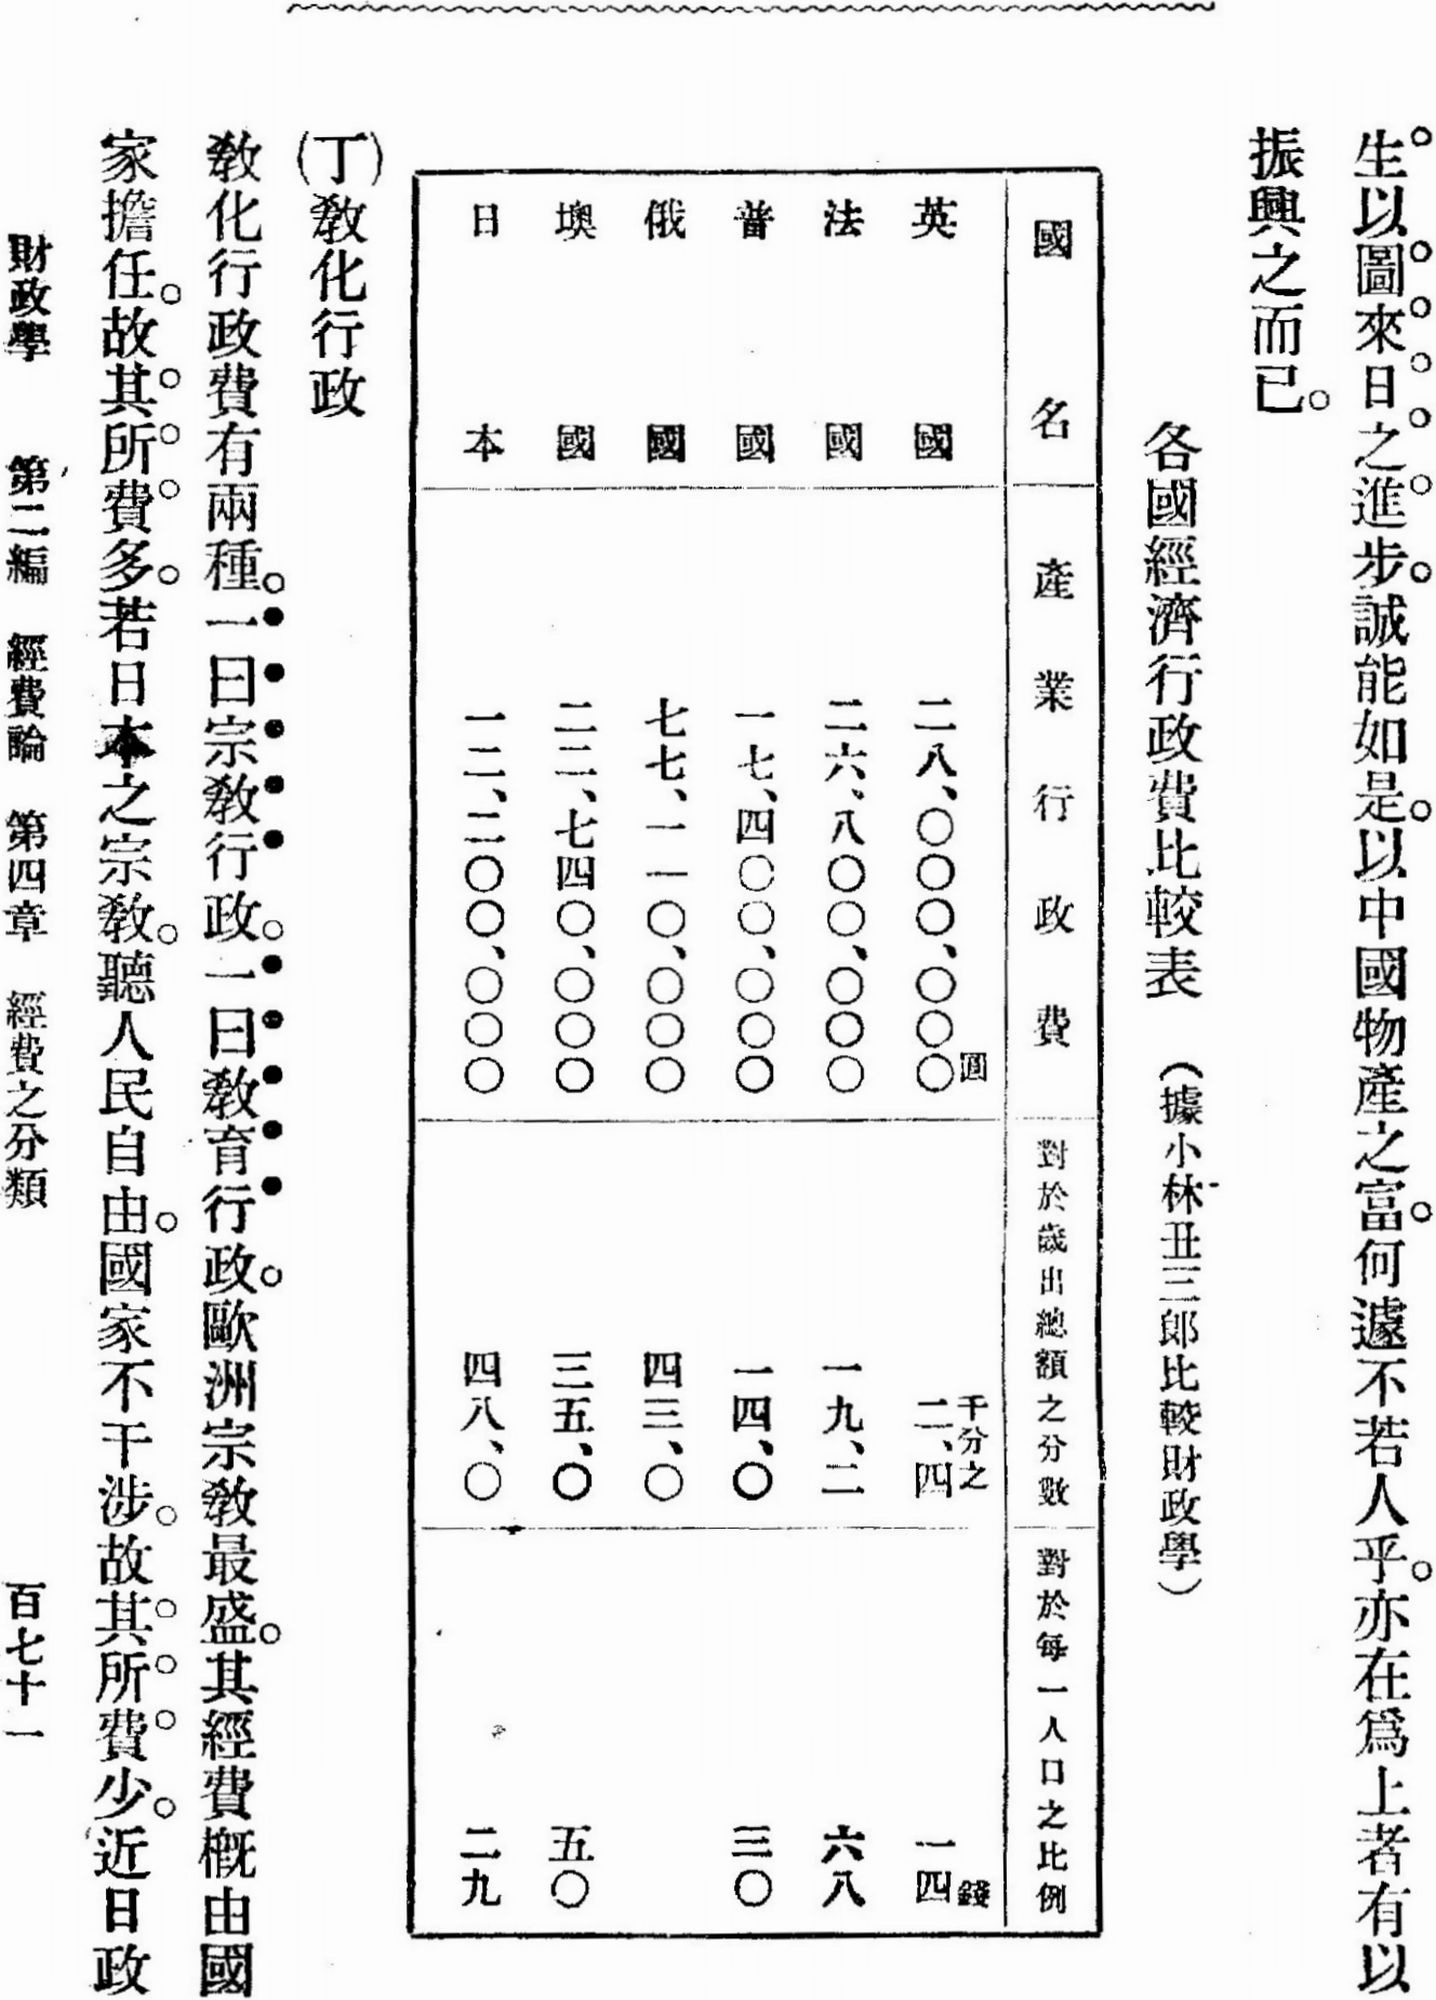 生以圖來日之進步。誠能如是。以中國物產之富。何遽不若人乎。亦在爲上者有以
振興之而已。
各國經濟行政費比較表 (據小林丑三郎比較財政學)
國名 產業行政費 對於歲出總額之分數 對於每一人口之比例
英國 二八、〇〇〇、〇〇〇圓 千分之二、四 一四錢
法國 二六、八〇〇、〇〇〇 一九、二 六八
普國 一七、四〇〇、〇〇〇 一四、〇 三〇
俄國 七七、一一〇、〇〇〇 四三、〇
墺國 二二、七四〇、〇〇〇 三五、〇 五〇
日本 一二、二〇〇、〇〇〇 四八、〇 二九
(丁)敎化行政
敎化行政費有兩種。一曰宗敎行政。一曰敎育行政。歐洲宗敎最盛。其經費槪由國
家擔任。故其所費多。若日本之宗敎。聽人民自由。國家不干涉。故其所費少。近日政
財政學 第二編 經費論 第四章 經費之分類 百七十一